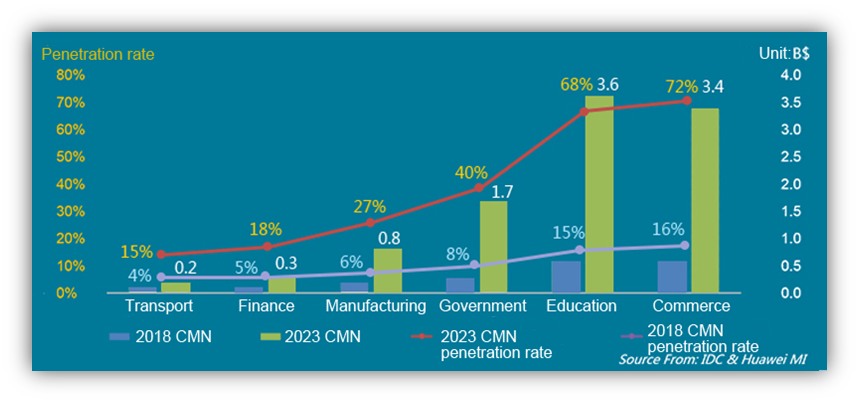 Penetration rate
Unit:B$
80%
70%
60%
50%
40%
30%
20%
10%
0%
4.0
3.5
3.0
2.5
2.0
1.5
1.0
0.5
0.0
15%
18%
27%
40%
68%
72%
4%
5%
6%
8%
15%
16%
0.2
0.3
0.8
1.7
3.6
3.4
Transport
Finance
Manufacturing
Government
Education
Commerce
2018 CMN
2023 CMN
2023 CMN
penetration rate
2018 CMN
penetration rate
Source From: IDC & Huawei MI